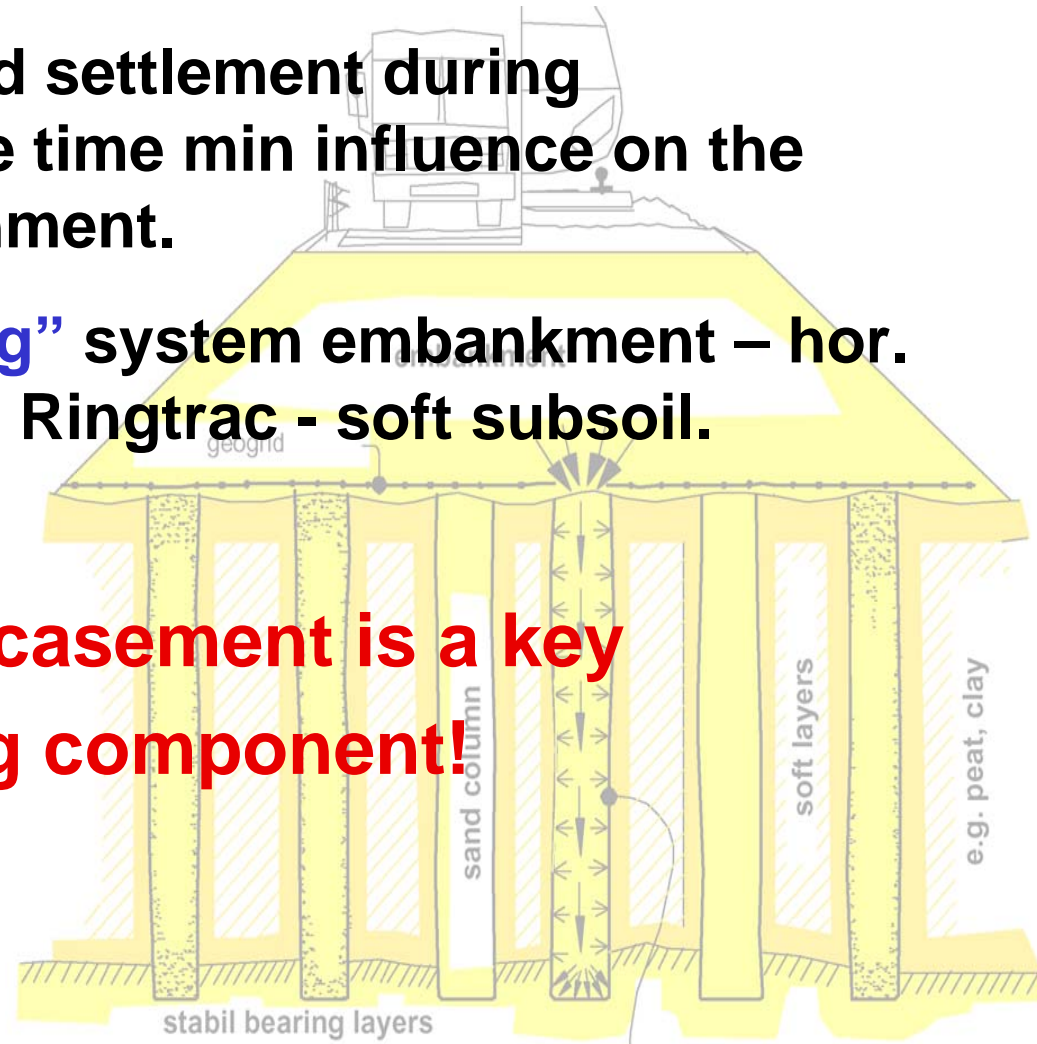 d settlement during
e time min influence on the
nment.
g” system embankment – hor.
embankment
Ringtrac - soft subsoil.
geogrid
casement is a key
g component!
sand column
soft layers
e.g. peat, clay
stabil bearing layers